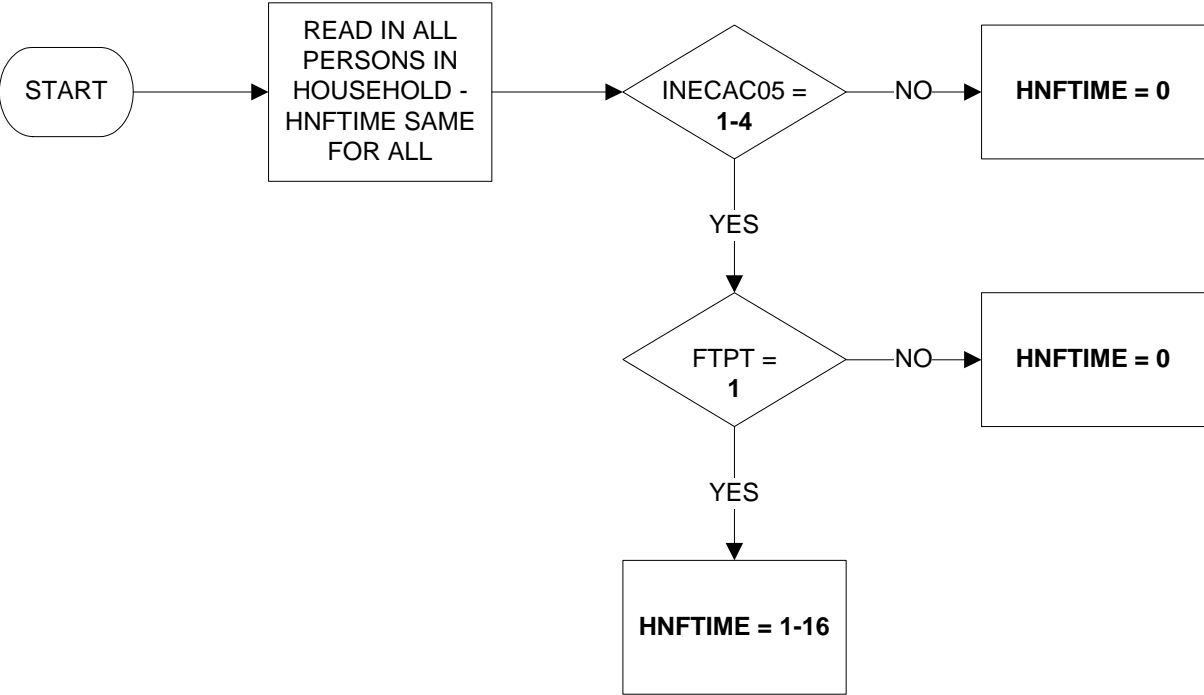 START
READ IN ALL
PERSONS IN
HOUSEHOLD -
HNFTIME SAME
FOR ALL
INECAC05 =
1-4
NO
HNFTIME = 0
YES
FTPT =
1
NO
HNFTIME = 0
YES
HNFTIME = 1-16